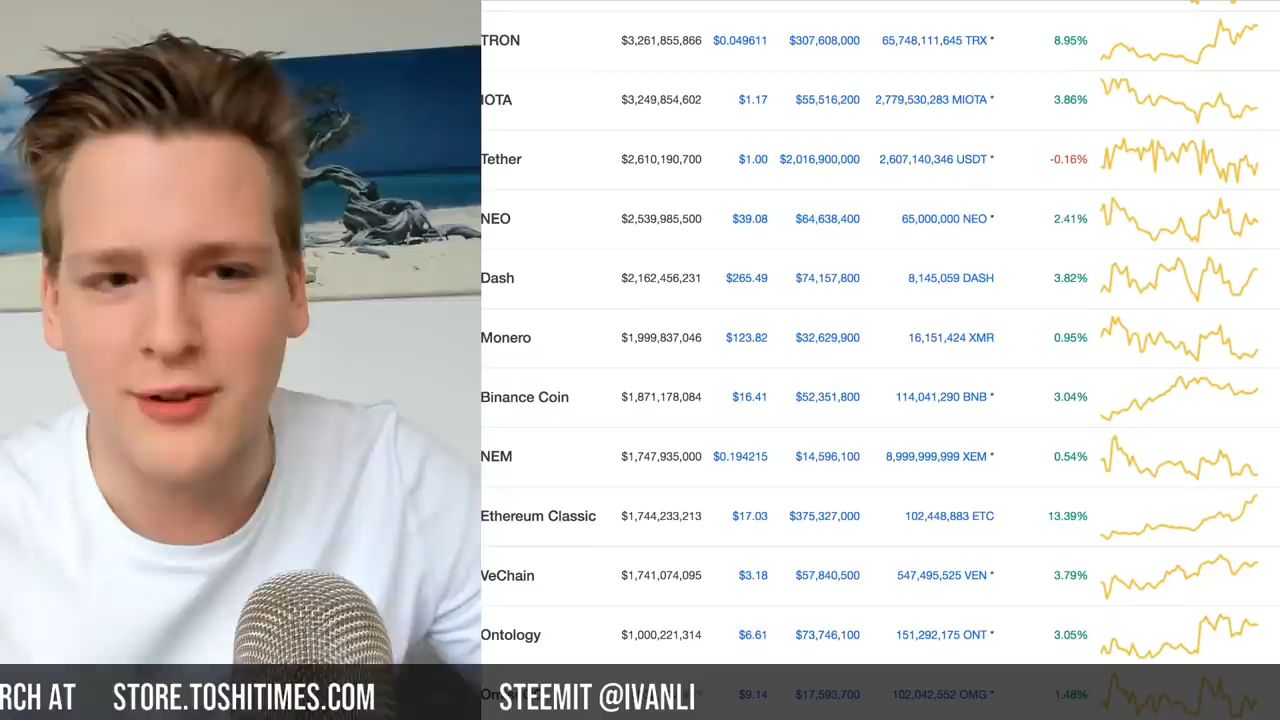 TRON $3,261,855,866 $0.049611 $307,608,000 65,748,111,645 TRX * 8.95%
IOTA $3,249,854,602 $1.17 $55,516,200 2,779,530,283 MIOTA * 3.86%
Tether $2,610,190,700 $1.00 $2,016,900,000 2,607,140,346 USDT * -0.16%
NEO $2,539,985,500 $39.08 $64,638,400 65,000,000 NEO * 2.41%
Dash $2,162,456,231 $265.49 $74,157,800 8,145,059 DASH 3.82%
Monero $1,999,837,046 $123.82 $32,629,900 16,151,424 XMR 0.95%
Binance Coin $1,871,178,084 $16.41 $52,351,800 114,041,290 BNB * 3.04%
NEM $1,747,935,000 $0.194215 $14,596,100 8,999,999,999 XEM * 0.54%
Ethereum Classic $1,744,233,213 $17.03 $375,327,000 102,448,883 ETC 13.39%
VeChain $1,741,074,095 $3.18 $57,840,500 547,495,525 VEN * 3.79%
Ontology $1,000,221,314 $6.61 $73,746,100 151,292,175 ONT * 3.05%
$9.14 $17,593,700 102,042,552 OMG * 1.48%
RCH AT STORE.TOSHITIMES.COM STEEMIT @IVANLI